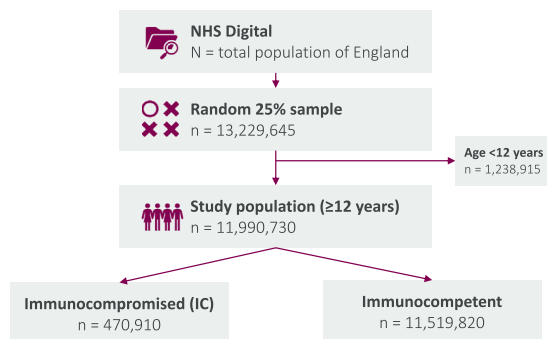 NHS Digital
N = total population of England
Random 25% sample
n = 13,229,645
Age <12 years
n = 1,238,915
Study population (≥12 years)
n = 11,990,730
Immunocompromised (IC)
n = 470,910
Immunocompetent
n = 11,519,820